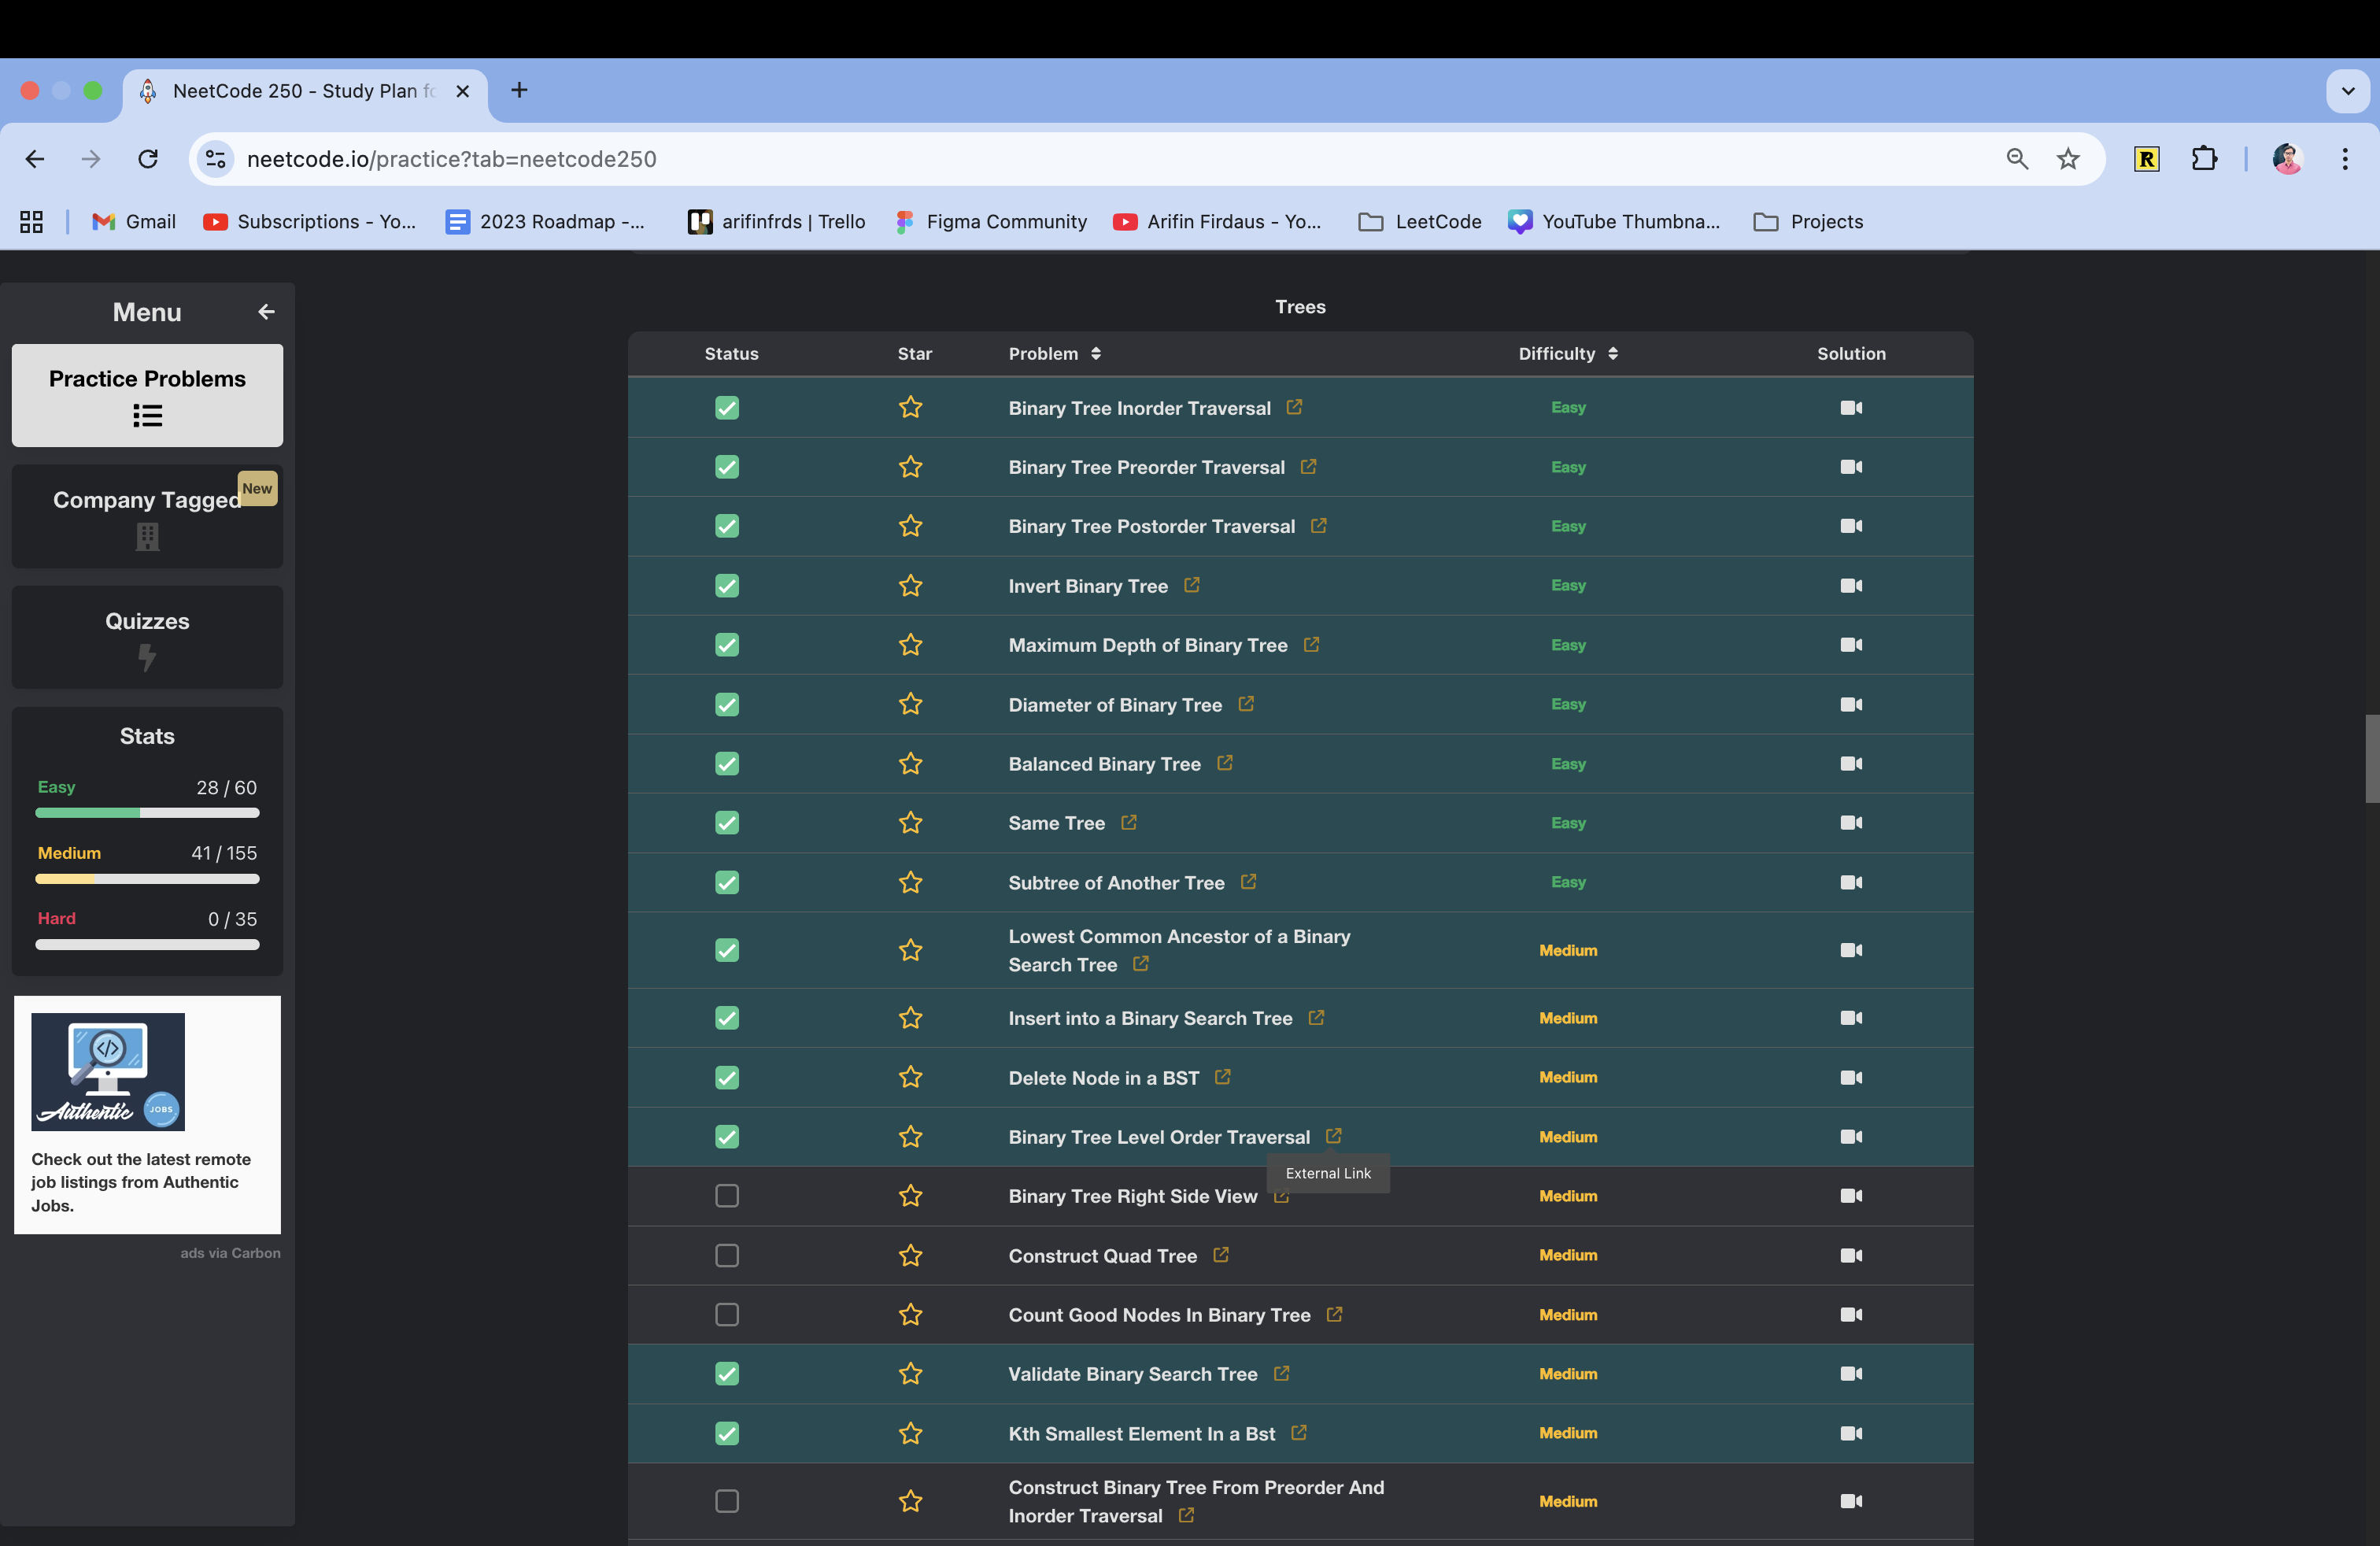 NeetCode 250 - Study Plan fo
neetcode.io/practice?tab=neetcode250
R
Gmail
Subscriptions - Yo...
2023 Roadmap -...
arifinfrds | Trello
Figma Community
Arifin Firdaus - Yo...
LeetCode
YouTube Thumbna...
Projects
Menu
Practice Problems
Company Tagged
New
Quizzes
Stats
Easy 28 / 60
Medium 41 / 155
Hard 0 / 35
</>
Authentic
JOBS
Check out the latest remote
job listings from Authentic
Jobs.
ads via Carbon
Trees
Status Star Problem Difficulty Solution
Binary Tree Inorder Traversal Easy
Binary Tree Preorder Traversal Easy
Binary Tree Postorder Traversal Easy
Invert Binary Tree Easy
Maximum Depth of Binary Tree Easy
Diameter of Binary Tree Easy
Balanced Binary Tree Easy
Same Tree Easy
Subtree of Another Tree Easy
Lowest Common Ancestor of a Binary
Search Tree Medium
Insert into a Binary Search Tree Medium
Delete Node in a BST Medium
Binary Tree Level Order Traversal Medium
External Link
Binary Tree Right Side View Medium
Construct Quad Tree Medium
Count Good Nodes In Binary Tree Medium
Validate Binary Search Tree Medium
Kth Smallest Element In a Bst Medium
Construct Binary Tree From Preorder And
Inorder Traversal Medium